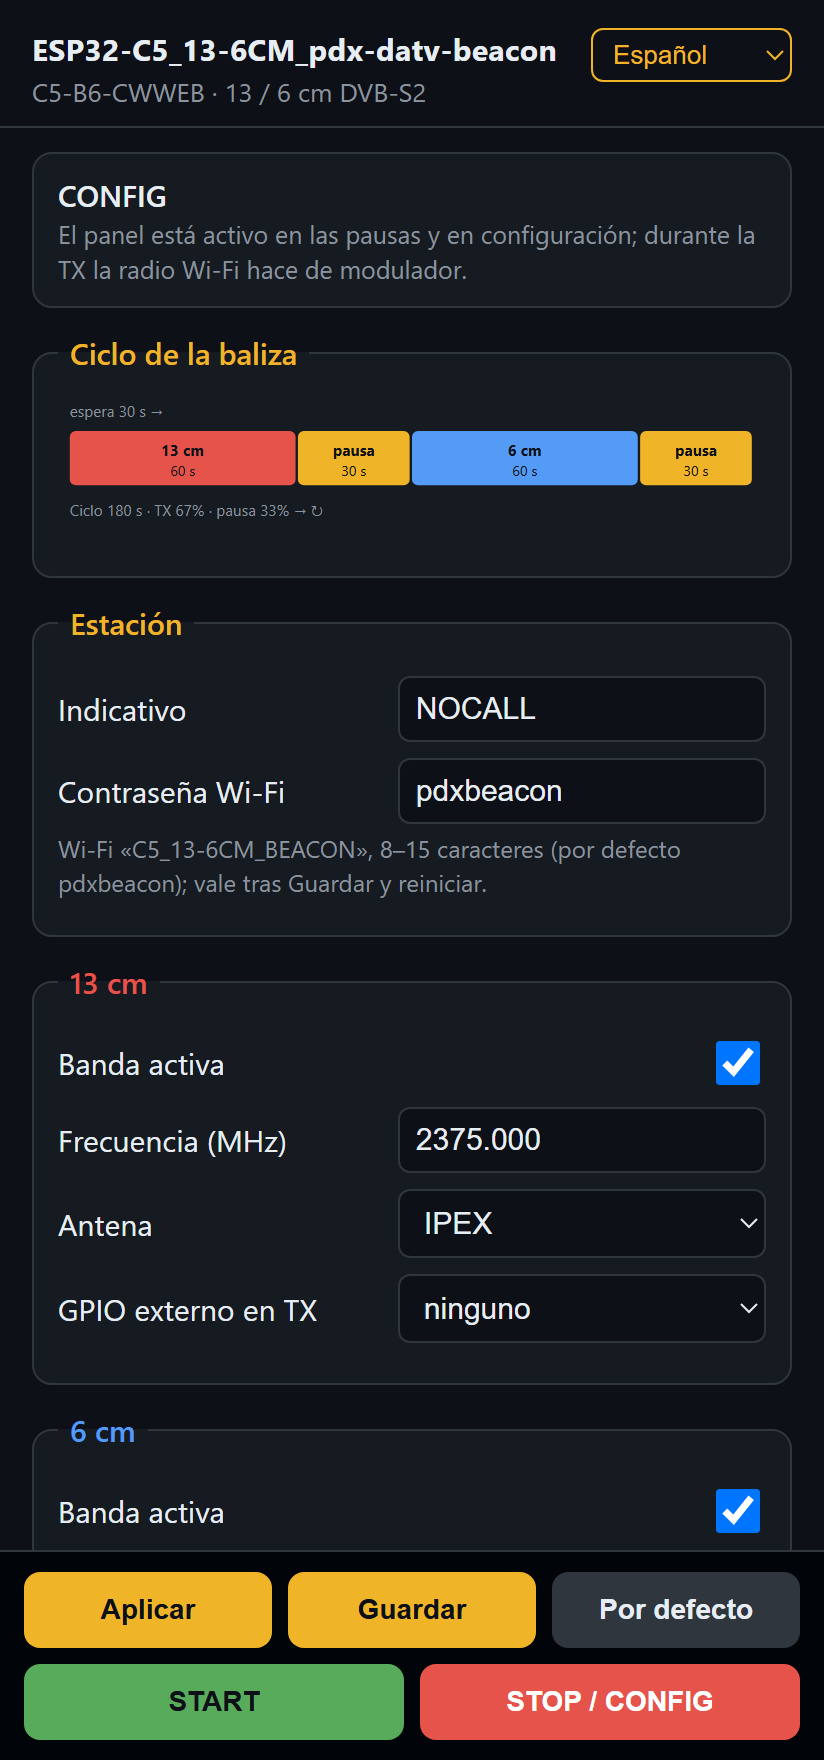 ESP32-C5_13-6CM_pdx-datv-beacon
Español
C5-B6-CWWEB · 13 / 6 cm DVB-S2
CONFIG
El panel está activo en las pausas y en configuración; durante la
TX la radio Wi-Fi hace de modulador.
Ciclo de la baliza
espera 30 s →
13 cm
60 s
pausa
30 s
6 cm
60 s
pausa
30 s
Ciclo 180 s · TX 67% · pausa 33% → ↻
Estación
Indicativo
NOCALL
Contraseña Wi-Fi
pdxbeacon
Wi-Fi «C5_13-6CM_BEACON», 8–15 caracteres (por defecto
pdxbeacon); vale tras Guardar y reiniciar.
13 cm
Banda activa
Frecuencia (MHz)
2375.000
Antena
IPEX
GPIO externo en TX
ninguno
6 cm
Banda activa
Aplicar
Guardar
Por defecto
START
STOP / CONFIG